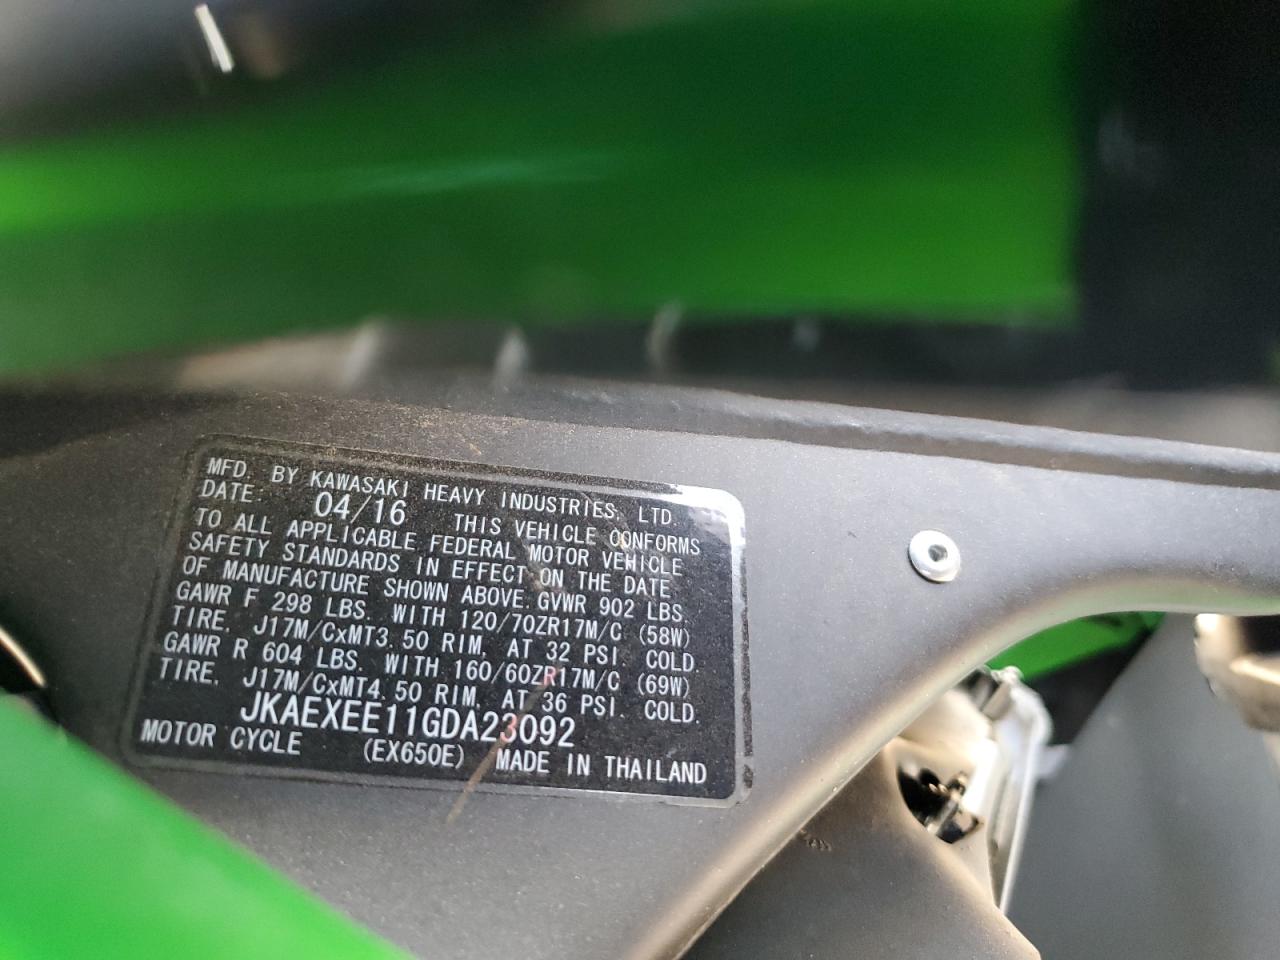 MFD. BY KAWASAKI HEAVY INDUSTRIES, LTD.
DATE: 04/16 THIS VEHICLE CONFORMS
TO ALL APPLICABLE FEDERAL MOTOR VEHICLE
SAFETY STANDARDS IN EFFECT ON THE DATE
OF MANUFACTURE SHOWN ABOVE. GVWR 902 LBS.
GAWR F 298 LBS. WITH 120/70ZR17M/C (58W)
TIRE, J17M/CxMT3.50 RIM, AT 32 PSI. COLD.
GAWR R 604 LBS. WITH 160/60ZR17M/C (69W)
TIRE, J17M/CxMT4.50 RIM, AT 36 PSI. COLD.
JKAEXEE11GDA23092
MOTOR CYCLE (EX650E) MADE IN THAILAND